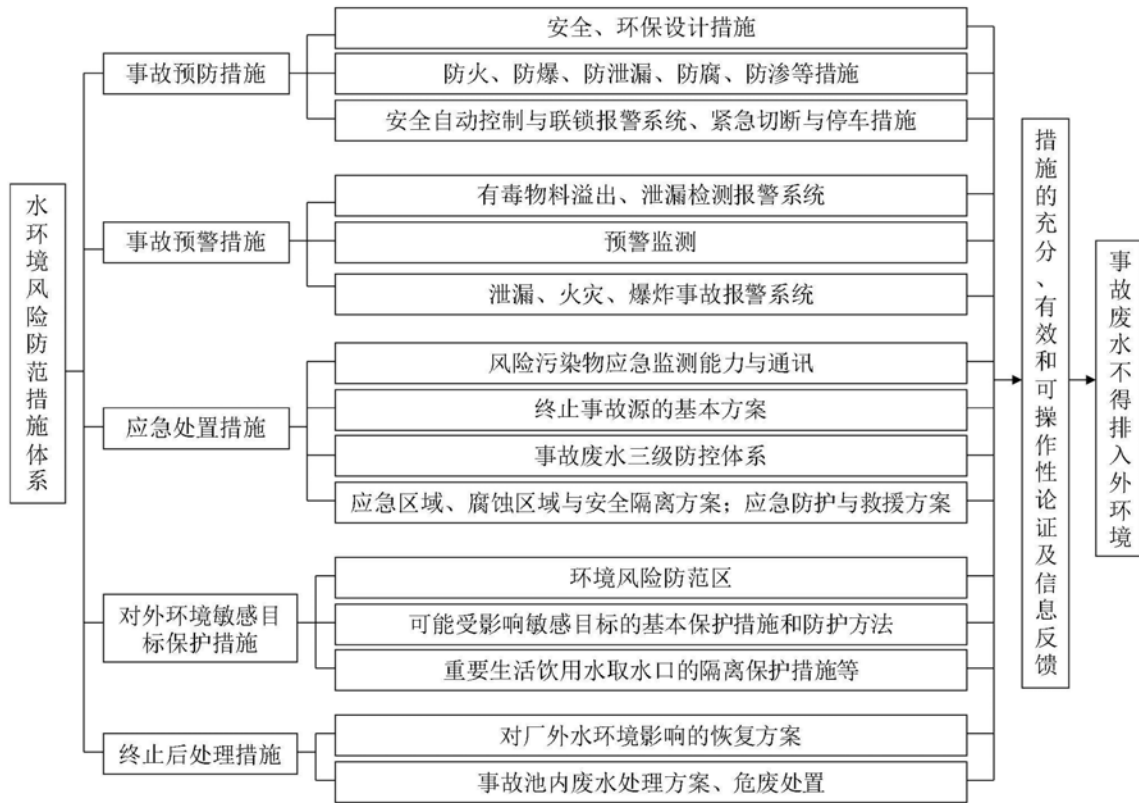 水环境风险防范措施体系
事故预防措施
安全、环保设计措施
防火、防爆、防泄漏、防腐、防渗等措施
安全自动控制与联锁报警系统、紧急切断与停车措施
事故预警措施
有毒物料溢出、泄漏检测报警系统
预警监测
泄漏、火灾、爆炸事故报警系统
应急处置措施
风险污染物应急监测能力与通讯
终止事故源的基本方案
事故废水三级防控体系
应急区域、腐蚀区域与安全隔离方案；应急防护与救援方案
对外环境敏感目
标保护措施
环境风险防范区
可能受影响敏感目标的基本保护措施和防护方法
重要生活饮用水取水口的隔离保护措施等
终止后处理措施
对厂外水环境影响的恢复方案
事故池内废水处理方案、危废处置
措施的充分、有效和可操作性论证及信息反馈
事故废水不得排入外环境